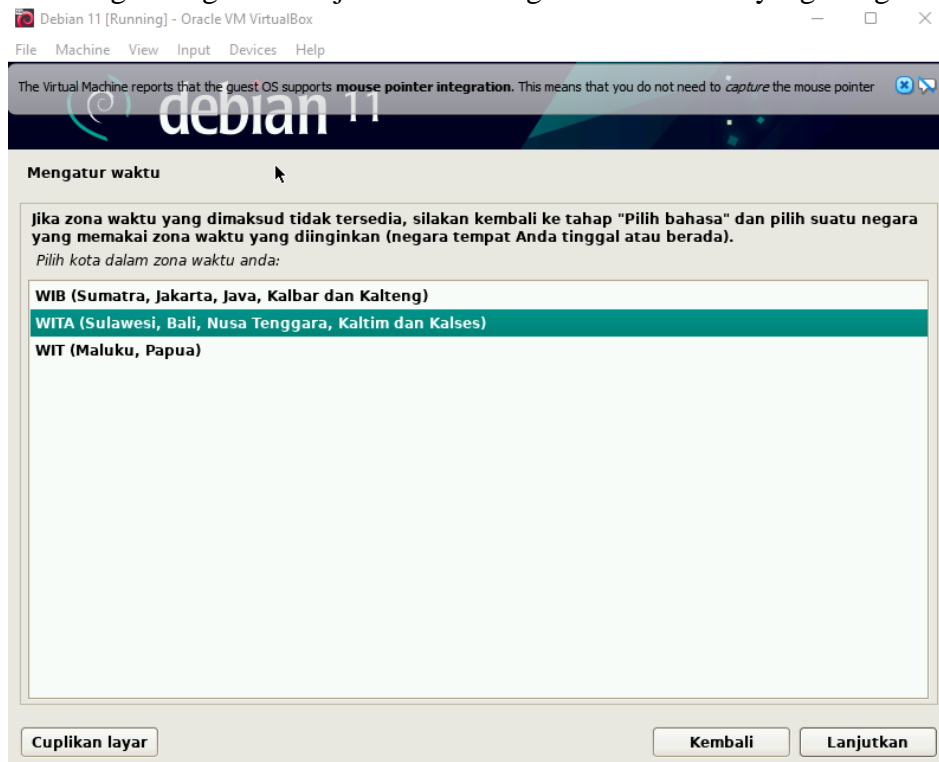 Debian 11 [Running] - Oracle VM VirtualBox
File Machine View Input Devices Help
The Virtual Machine reports that the guest OS supports mouse pointer integration. This means that you do not need to capture the mouse pointer
debian 11
Mengatur waktu
Jika zona waktu yang dimaksud tidak tersedia, silakan kembali ke tahap "Pilih bahasa" dan pilih suatu negara
yang memakai zona waktu yang diinginkan (negara tempat Anda tinggal atau berada).
Pilih kota dalam zona waktu anda:
WIB (Sumatra, Jakarta, Java, Kalbar dan Kalteng)
WITA (Sulawesi, Bali, Nusa Tenggara, Kaltim dan Kalses)
WIT (Maluku, Papua)
Cuplikan layar
Kembali
Lanjutkan